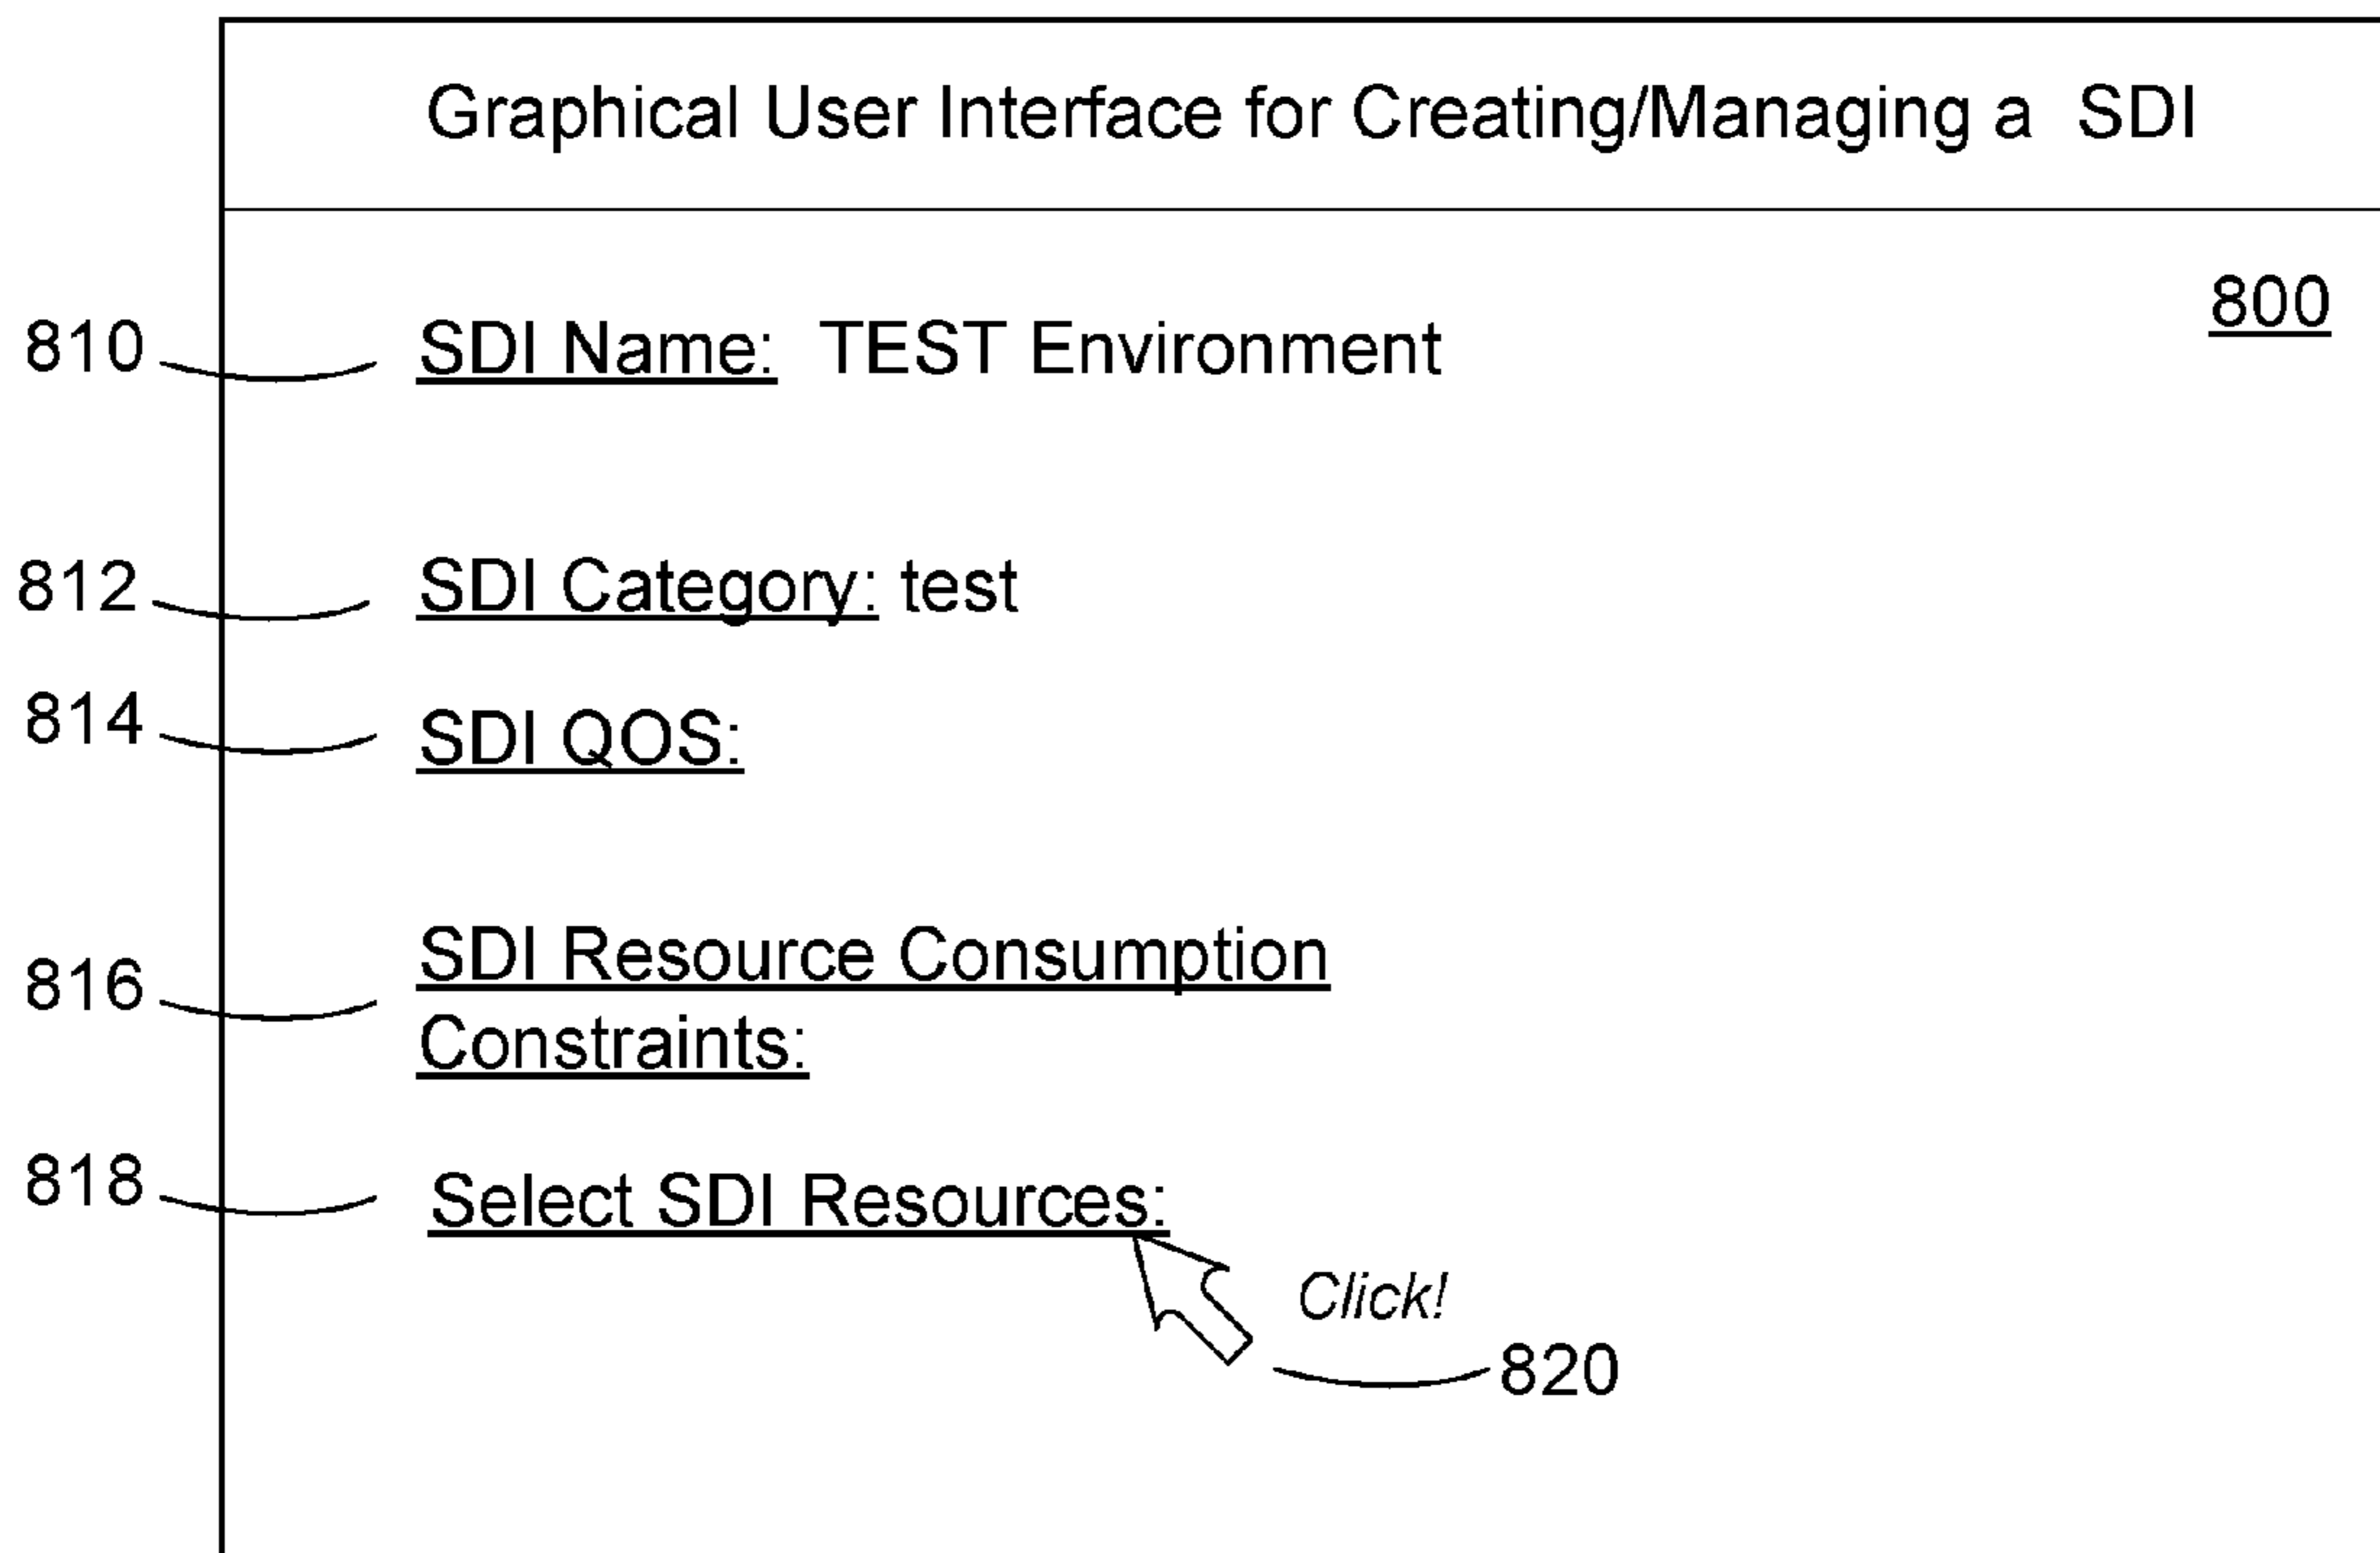 Graphical User Interface for Creating/Managing a SDI
800
810 SDI Name: TEST Environment
812 SDI Category: test
814 SDI QOS:
816 SDI Resource Consumption
Constraints:
818 Select SDI Resources:
Click!
820